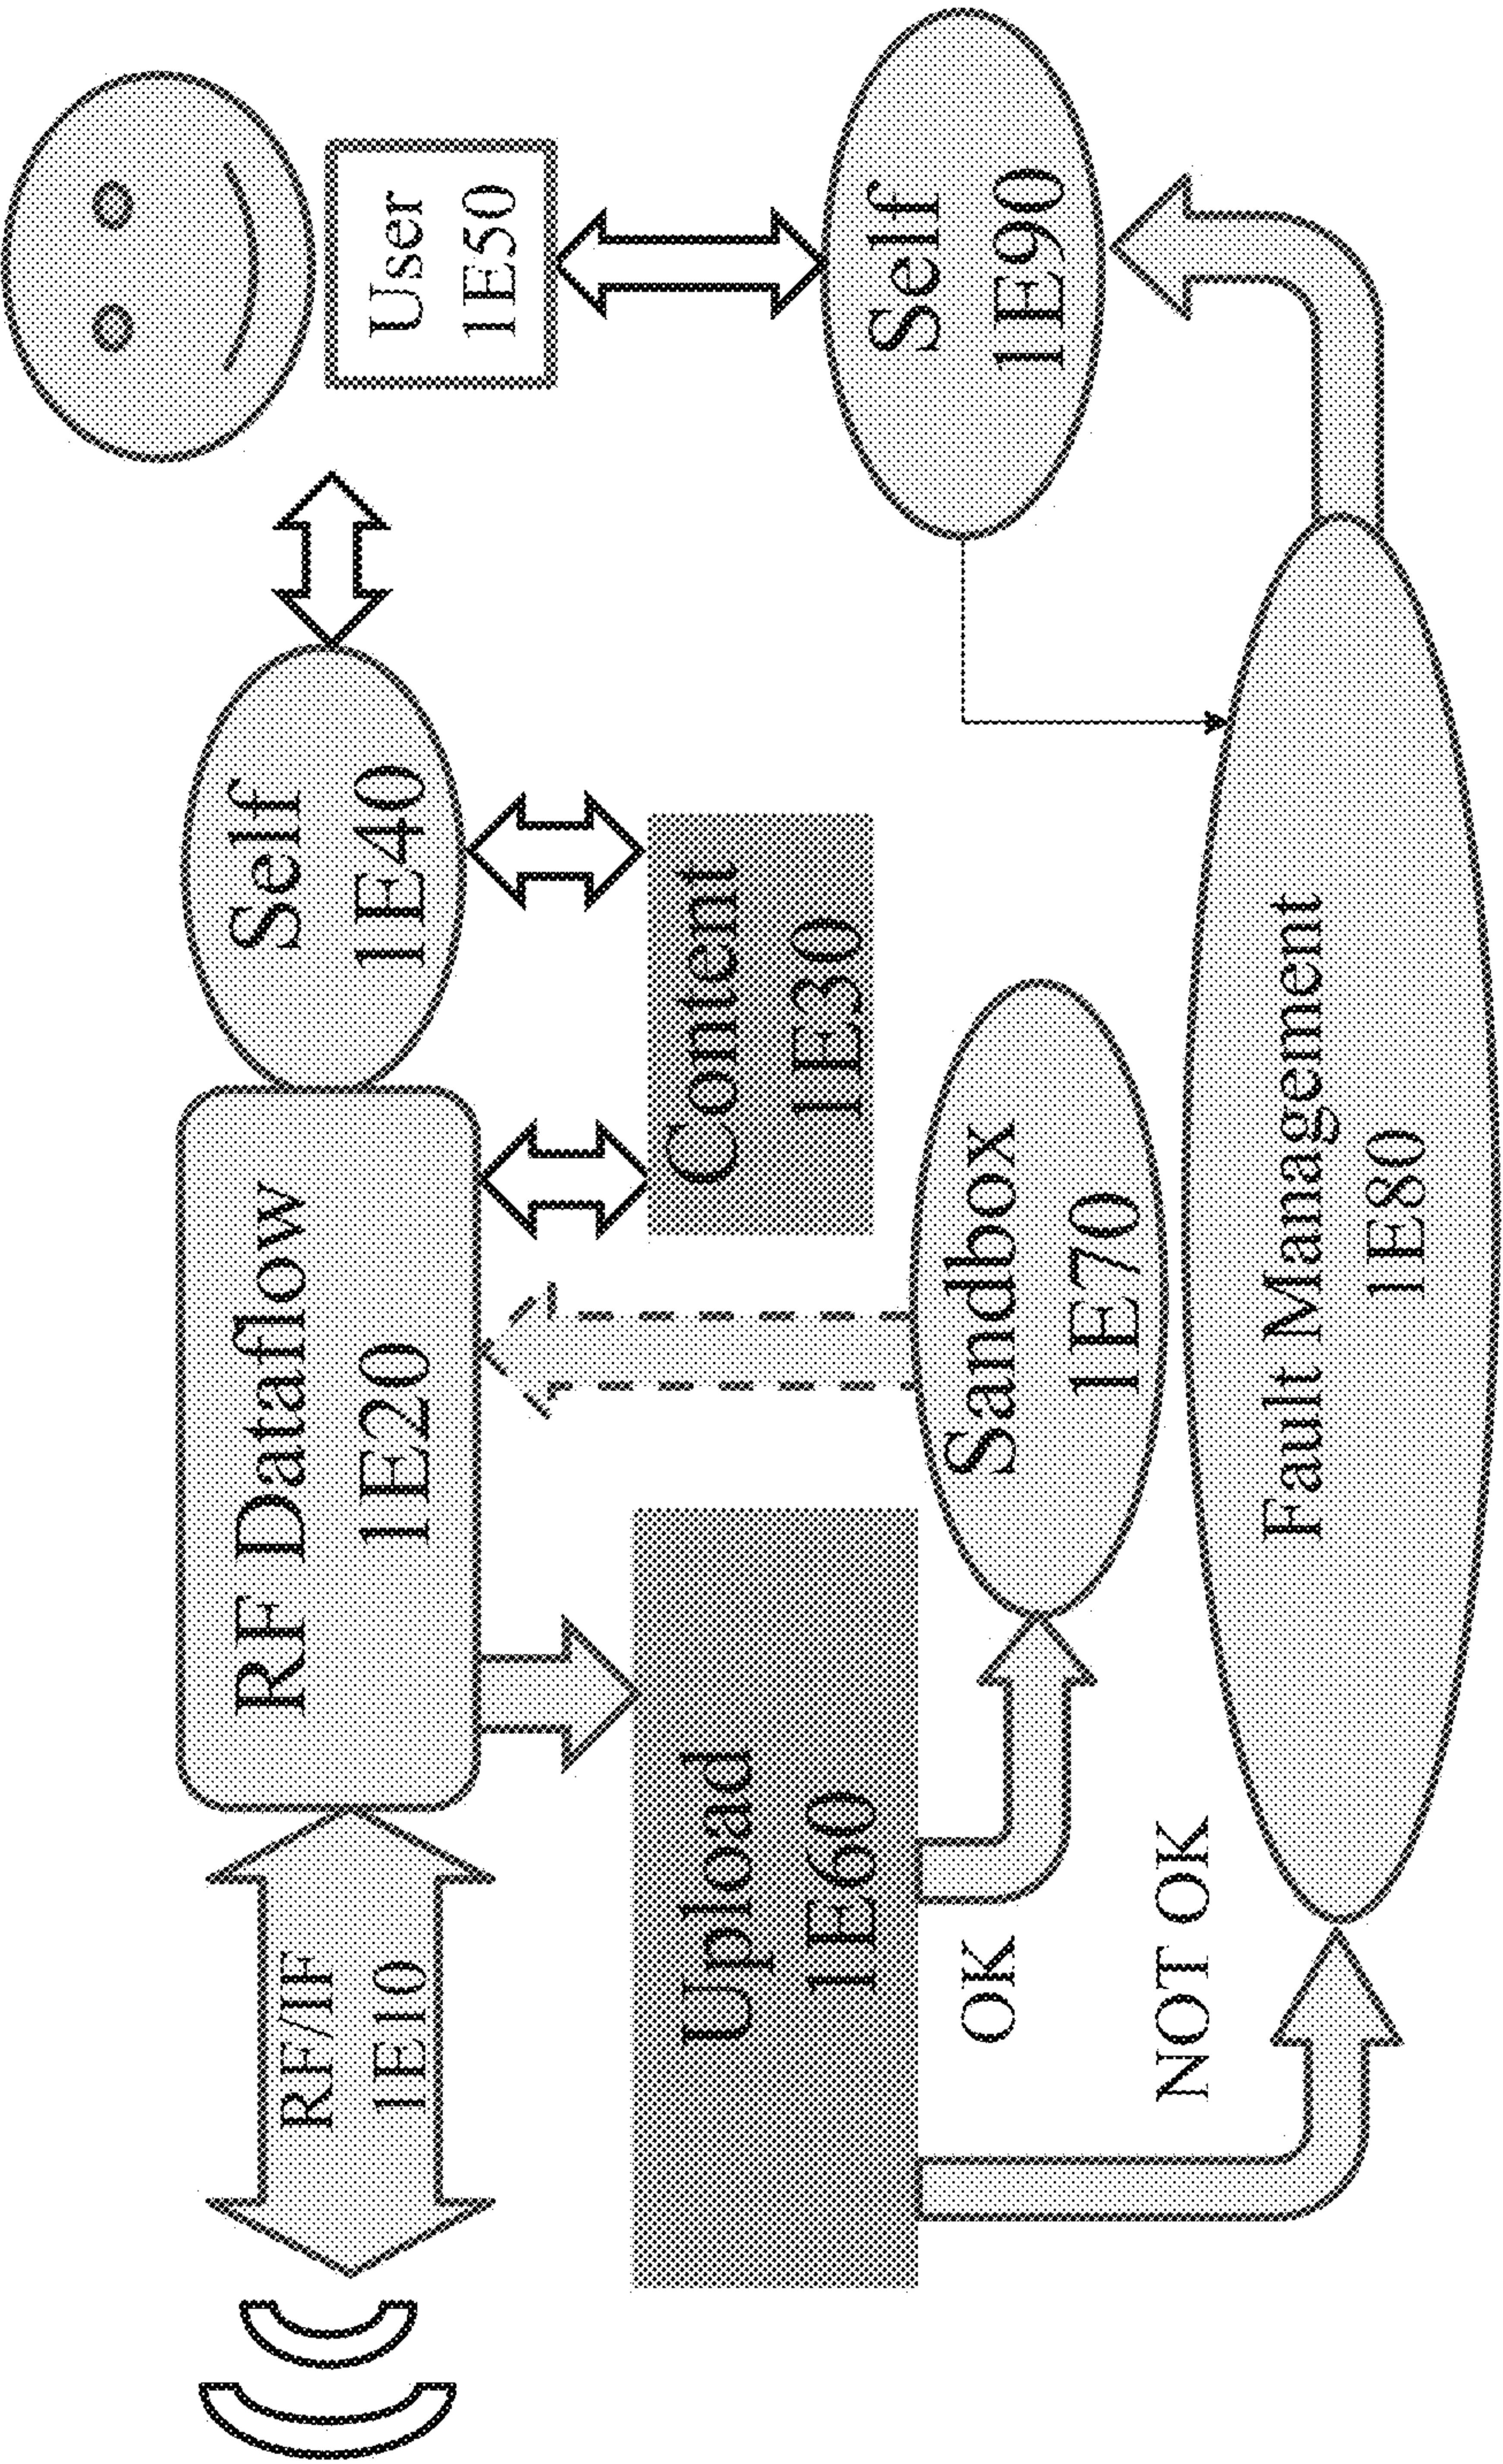 RF/IF
1E10
RF Dataflow
1E20
Self
1E40
User
1E50
Upload
1E60
Content
1E30
OK
Sandbox
1E70
Self
1E90
NOT OK
Fault Management
1E80